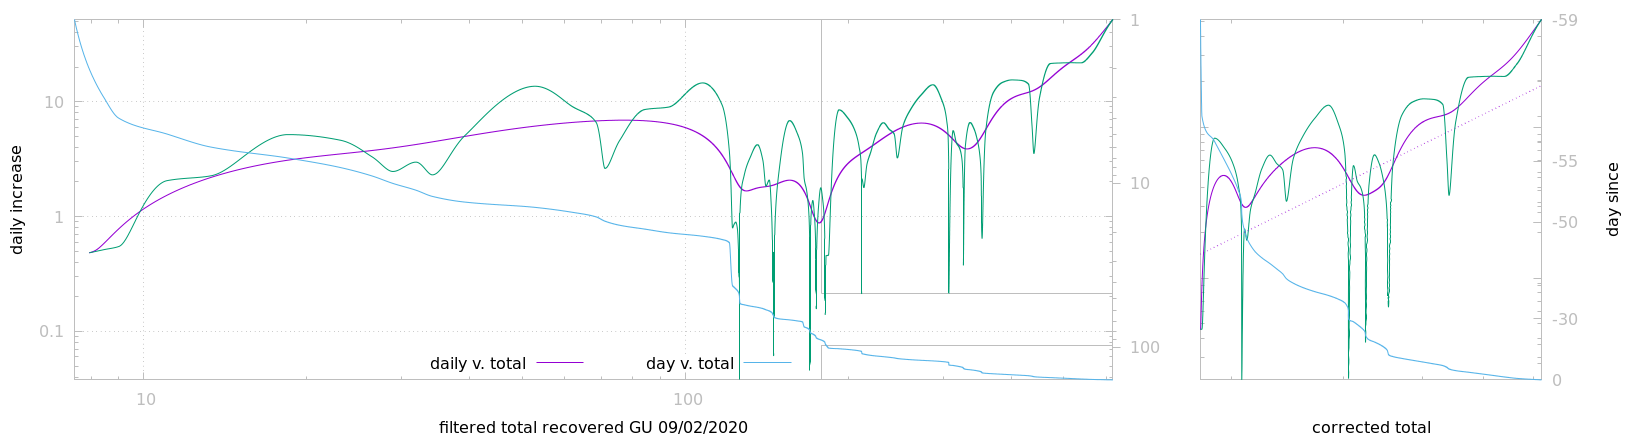 daily increase
10
1
0.1
10
100
1
10
100
daily v. total
day v. total
filtered total recovered GU 09/02/2020
-59
-55
-50
-30
0
day since
corrected total